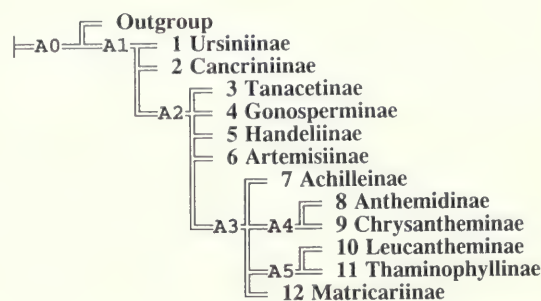 Outgroup
A0 A1 1 Ursiniinae
2 Cancriniinae
3 Tanacetinae
A2 4 Gonosperminae
5 Handeliinae
6 Artemisiinae
7 Achilleinae
8 Anthemidinae
A3 A4 9 Chrysantheminae
10 Leucantheminae
A5 11 Thaminophyllinae
12 Matricariinae